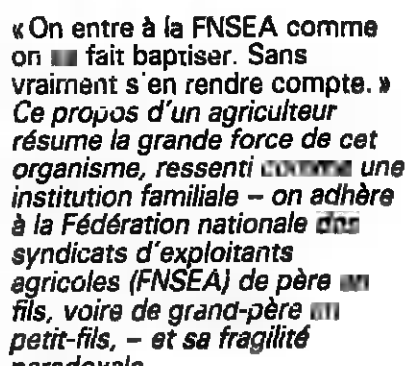 « On entre à la FNSEA comme
on fait baptiser. Sans
vraiment s'en rendre compte. »
Ce propos d'un agriculteur
résume la grande force de cet
organisme, ressenti une
institution familiale – on adhère
à la Fédération nationale
syndicats d'exploitants
agricoles (FNSEA) de père
fils, voire de grand-père
petit-fils, – et sa fragilité